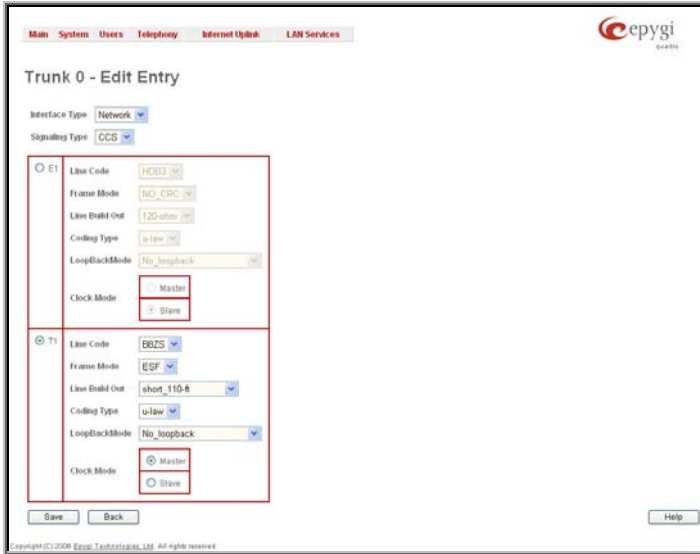 Main System Users Telephony Internet Uplink LAN Services
epygi
quadro
Trunk 0 - Edit Entry
Interface Type Network
Signaling Type CCS
E1
Line Code HDB3
Frame Mode NO_CRC
Line Build Out 120-ohm
Coding Type a-law
LoopBackMode No_loopback
Clock Mode
Master
Slave
T1
Line Code B8ZS
Frame Mode ESF
Line Build Out short_110-ft
Coding Type u-law
LoopBackMode No_loopback
Clock Mode
Master
Slave
Save Back Help
Copyright (C) 2006 Epygi Technologies, Ltd. All rights reserved.